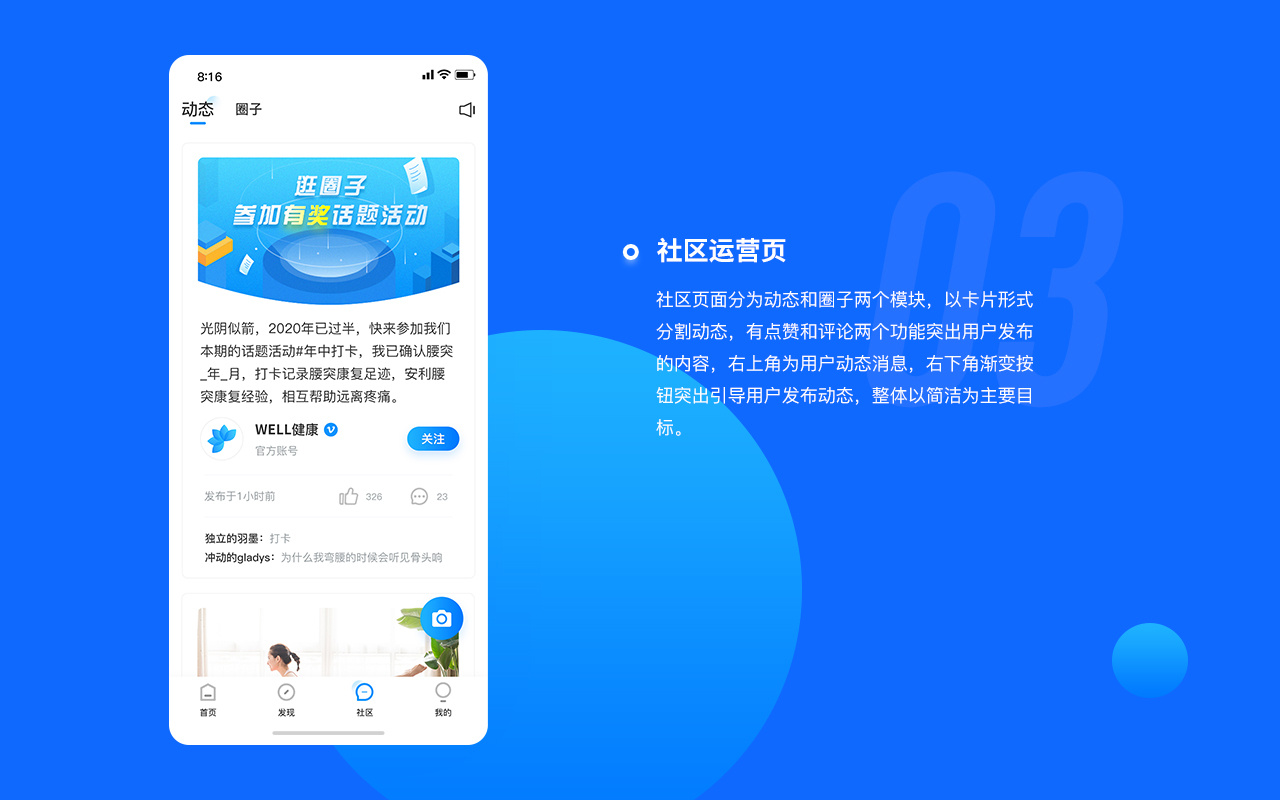 8:16
动态 圈子
逛圈子
参加有奖话题活动
光阴似箭，2020年已过半，快来参加我们
本期的话题活动#年中打卡，我已确认腰突
_年_月，打卡记录腰突康复足迹，安利腰
突康复经验，相互帮助远离疼痛。
WELL健康
官方账号
关注
发布于1小时前 326 23
独立的羽墨：打卡
冲动的gladys：为什么我弯腰的时候会听见骨头响
首页 发现 社区 我的
03
社区运营页
社区页面分为动态和圈子两个模块，以卡片形式
分割动态，有点赞和评论两个功能突出用户发布
的内容，右上角为用户动态消息，右下角渐变按
钮突出引导用户发布动态，整体以简洁为主要目
标。